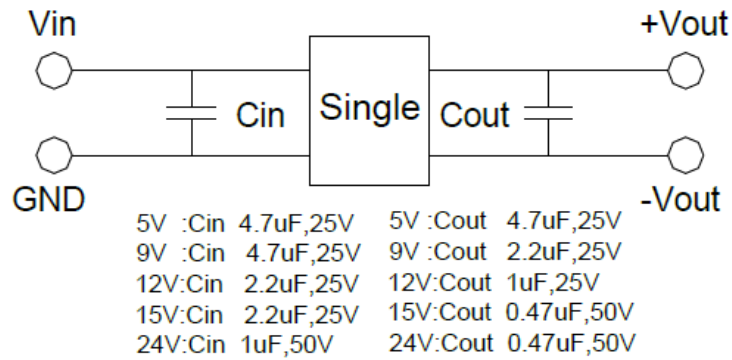 Vin
+Vout
Cin
Single
Cout
GND
-Vout
5V :Cin 4.7uF,25V
9V :Cin 4.7uF,25V
12V:Cin 2.2uF,25V
15V:Cin 2.2uF,25V
24V:Cin 1uF,50V
5V :Cout 4.7uF,25V
9V :Cout 2.2uF,25V
12V:Cout 1uF,25V
15V:Cout 0.47uF,50V
24V:Cout 0.47uF,50V